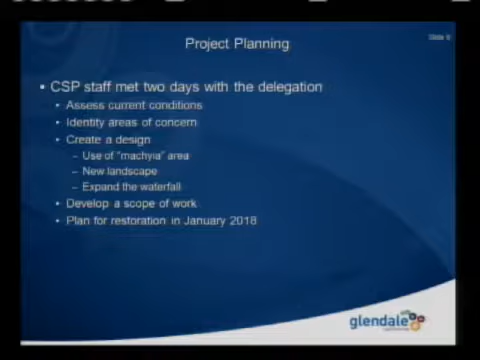 Slide 9
Project Planning
• CSP staff met two days with the delegation
• Assess current conditions
• Identity areas of concern
• Create a design
– Use of "machyia" area
– New landscape
– Expand the waterfall
• Develop a scope of work
• Plan for restoration in January 2018
glendale